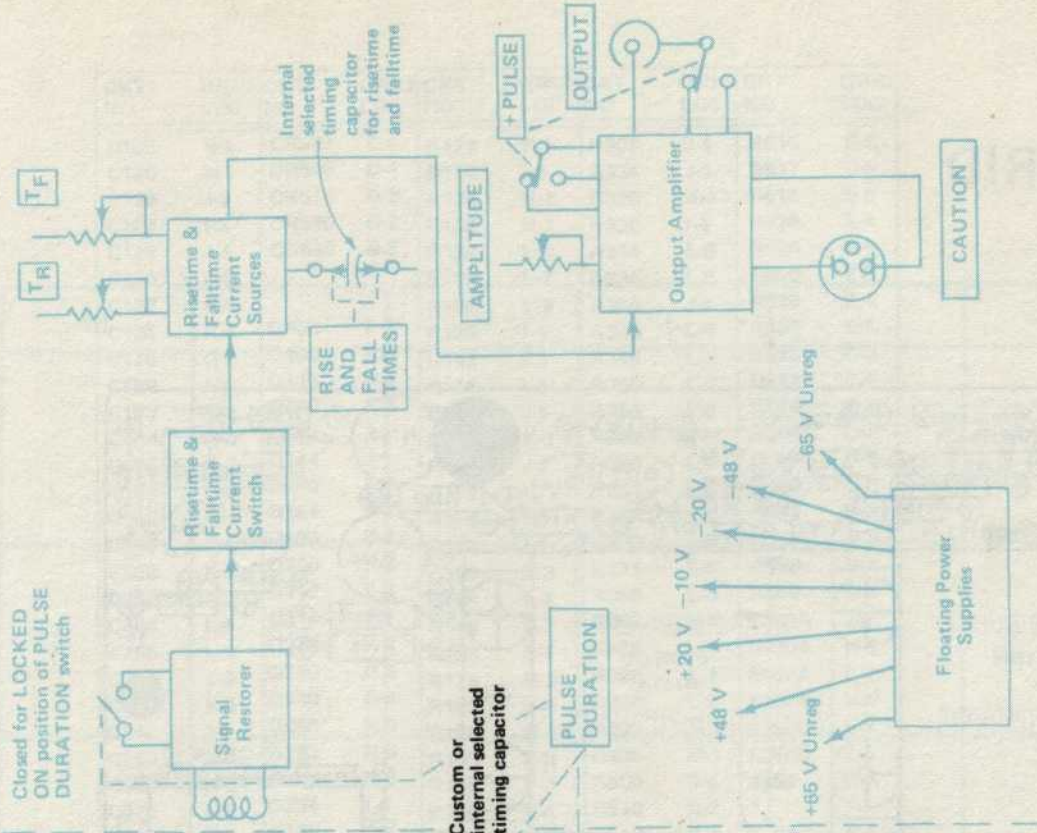 Closed for LOCKED
ON position of PULSE
DURATION switch
Signal
Restorer
Risetime &
Falltime
Current
Switch
Risetime &
Falltime
Current
Sources
TR
TF
Internal
selected
timing
capacitor
for risetime
and falltime
RISE
AND
FALL
TIMES
AMPLITUDE
+PULSE
OUTPUT
Output Amplifier
CAUTION
Custom or
internal selected
timing capacitor
PULSE
DURATION
+65 V Unreg
+48 V
+20 V
-10 V
-20 V
-48 V
-65 V Unreg
Floating Power
Supplies